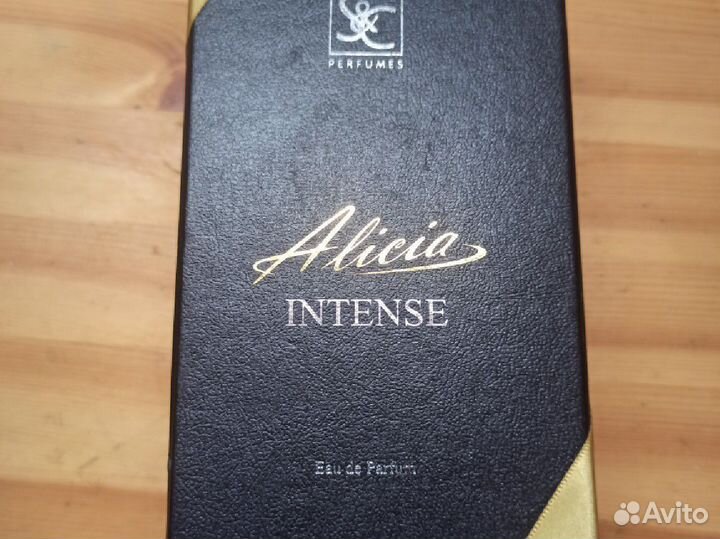 S&C
PERFUMES
Alicia
INTENSE
Eau de Parfum
Avito